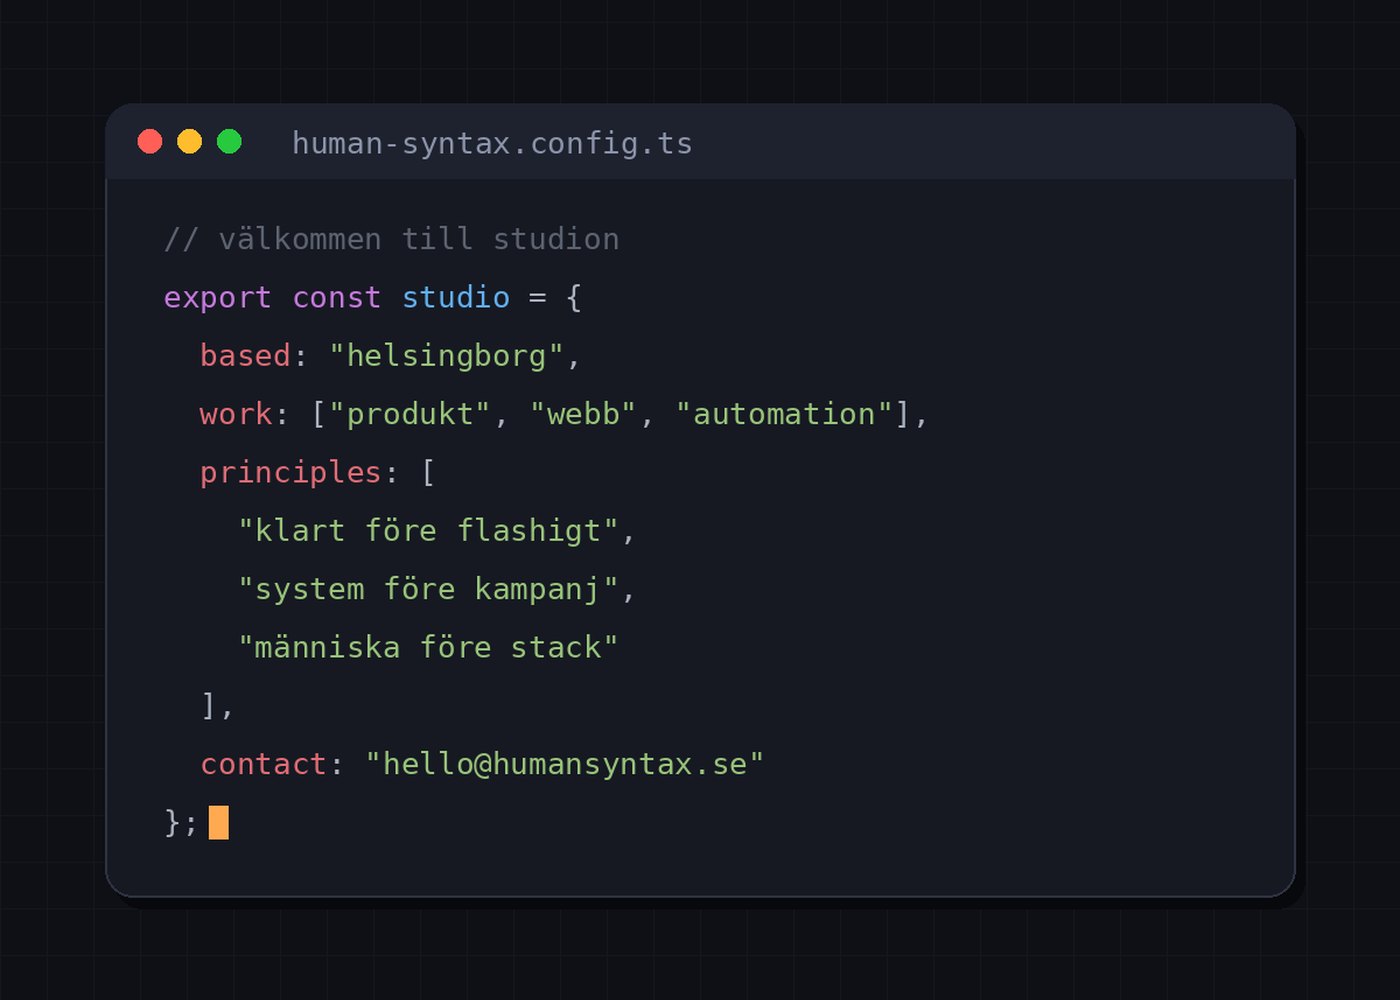 human-syntax.config.ts
// välkommen till studion
export const studio = {
  based: "helsingborg",
  work: ["produkt", "webb", "automation"],
  principles: [
    "klart före flashigt",
    "system före kampanj",
    "människa före stack"
  ],
  contact: "hello@humansyntax.se"
};